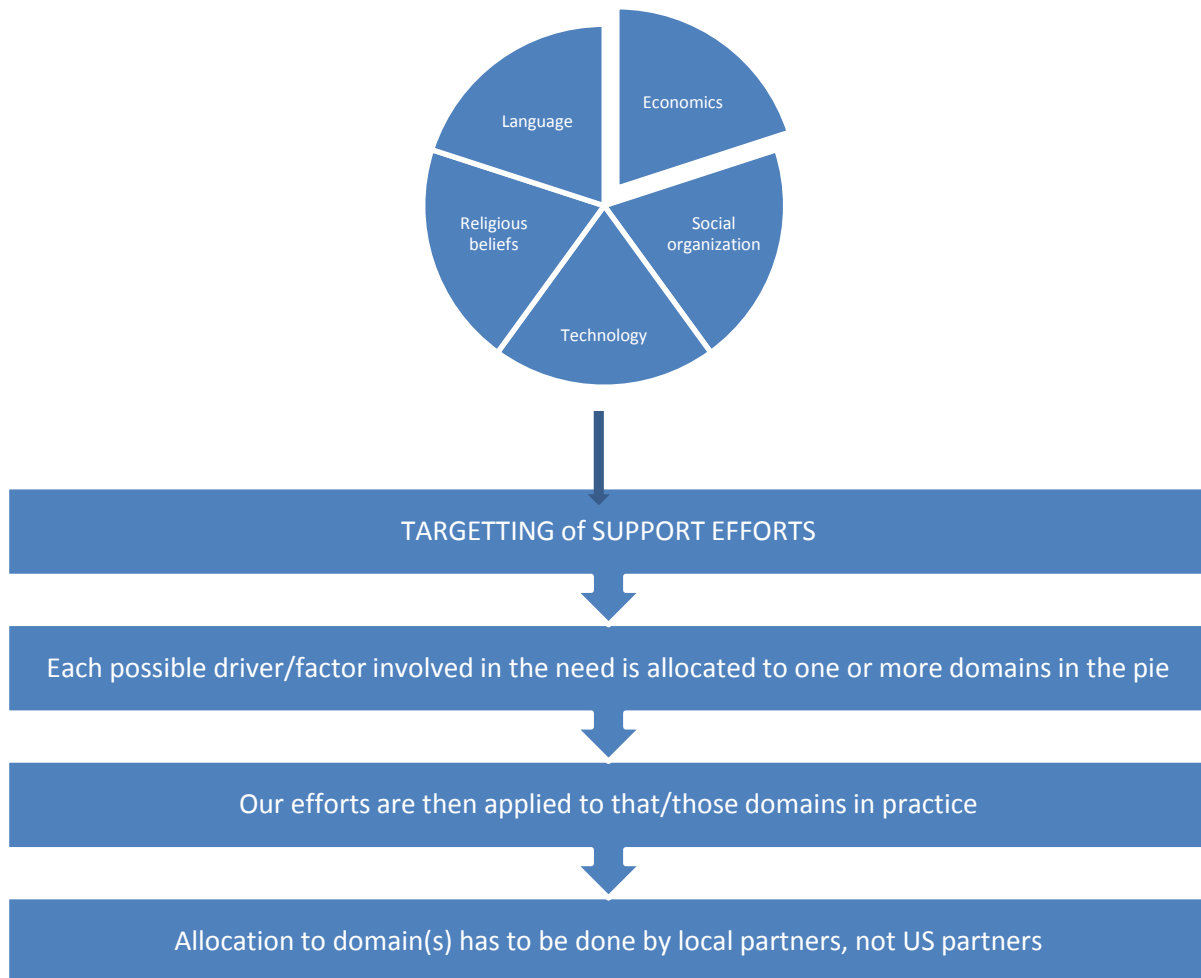 Economics
Language
Social
organization
Religious
beliefs
Technology
TARGETTING of SUPPORT EFFORTS
Each possible driver/factor involved in the need is allocated to one or more domains in the pie
Our efforts are then applied to that/those domains in practice
Allocation to domain(s) has to be done by local partners, not US partners